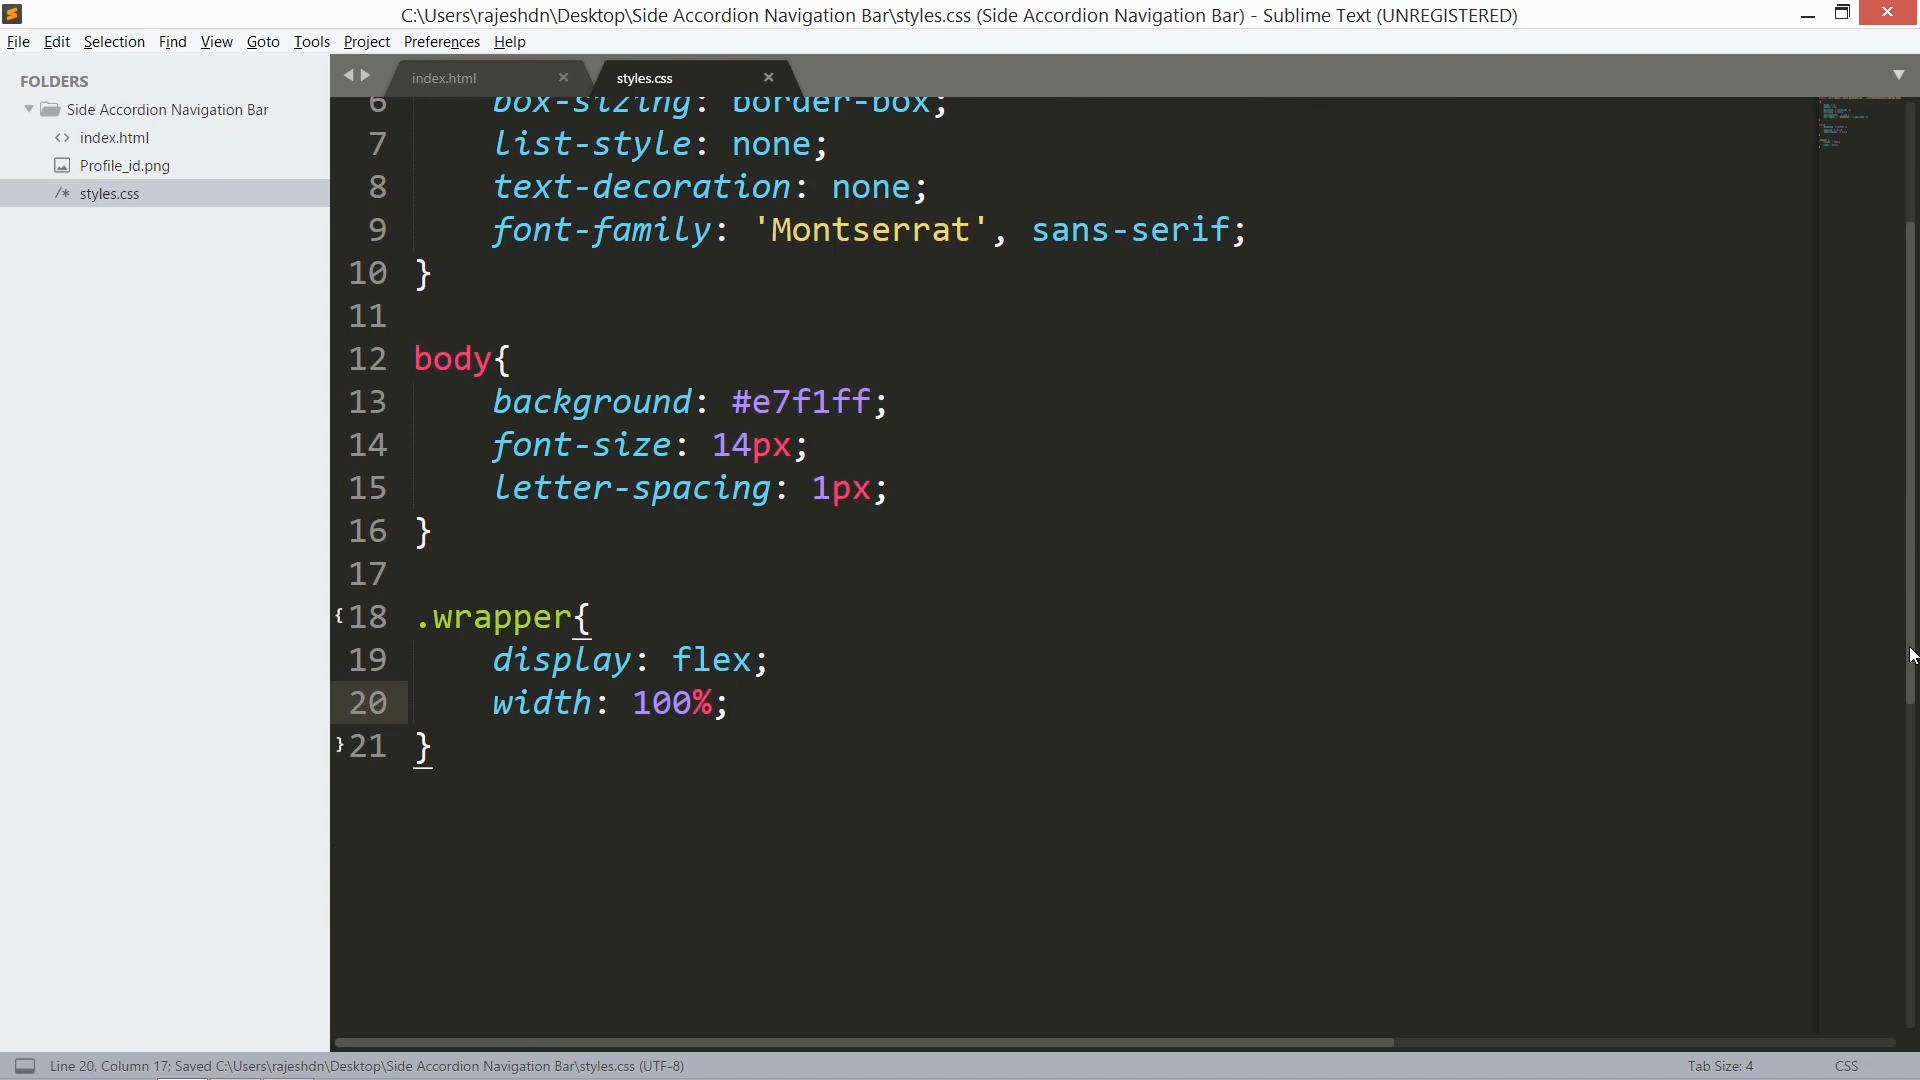 C:\Users\rajeshdn\Desktop\Side Accordion Navigation Bar\styles.css (Side Accordion Navigation Bar) - Sublime Text (UNREGISTERED)
File Edit Selection Find View Goto Tools Project Preferences Help
FOLDERS
Side Accordion Navigation Bar
<> index.html
Profile_id.png
/* styles.css
index.html
styles.css
6 box-sizing: border-box;
7 list-style: none;
8 text-decoration: none;
9 font-family: 'Montserrat', sans-serif;
10 }
11
12 body{
13 background: #e7f1ff;
14 font-size: 14px;
15 letter-spacing: 1px;
16 }
17
{18 .wrapper{
19 display: flex;
20 width: 100%;
}21 }
Line 20, Column 17; Saved C:\Users\rajeshdn\Desktop\Side Accordion Navigation Bar\styles.css (UTF-8)
Tab Size: 4
CSS